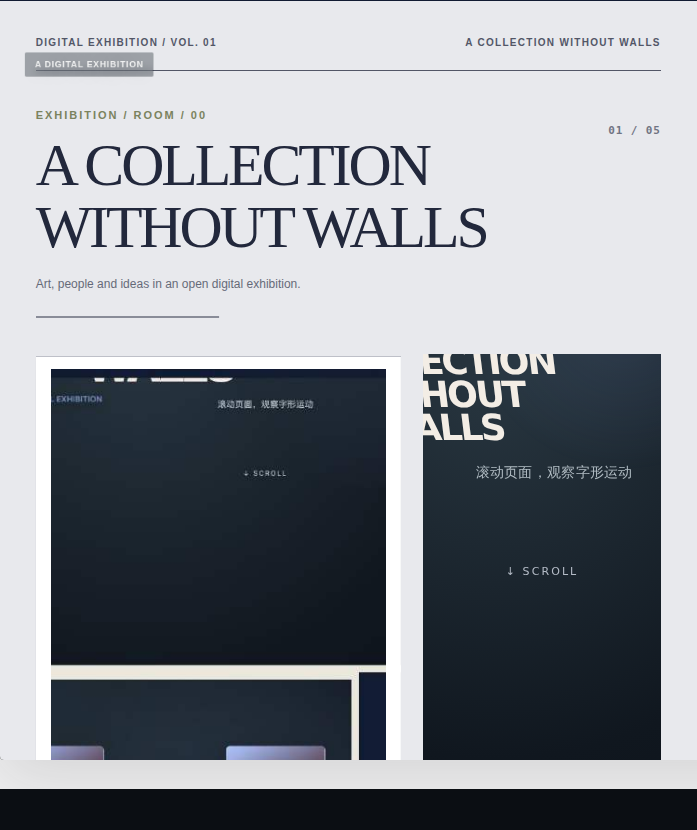 DIGITAL EXHIBITION / VOL. 01
A COLLECTION WITHOUT WALLS
A DIGITAL EXHIBITION
EXHIBITION / ROOM / 00
01 / 05
A COLLECTION
WITHOUT WALLS
Art, people and ideas in an open digital exhibition.
EXHIBITION
滚动页面，观察字形运动
↓ SCROLL
ECTION
HOUT
ALLS
滚动页面，观察字形运动
↓ SCROLL